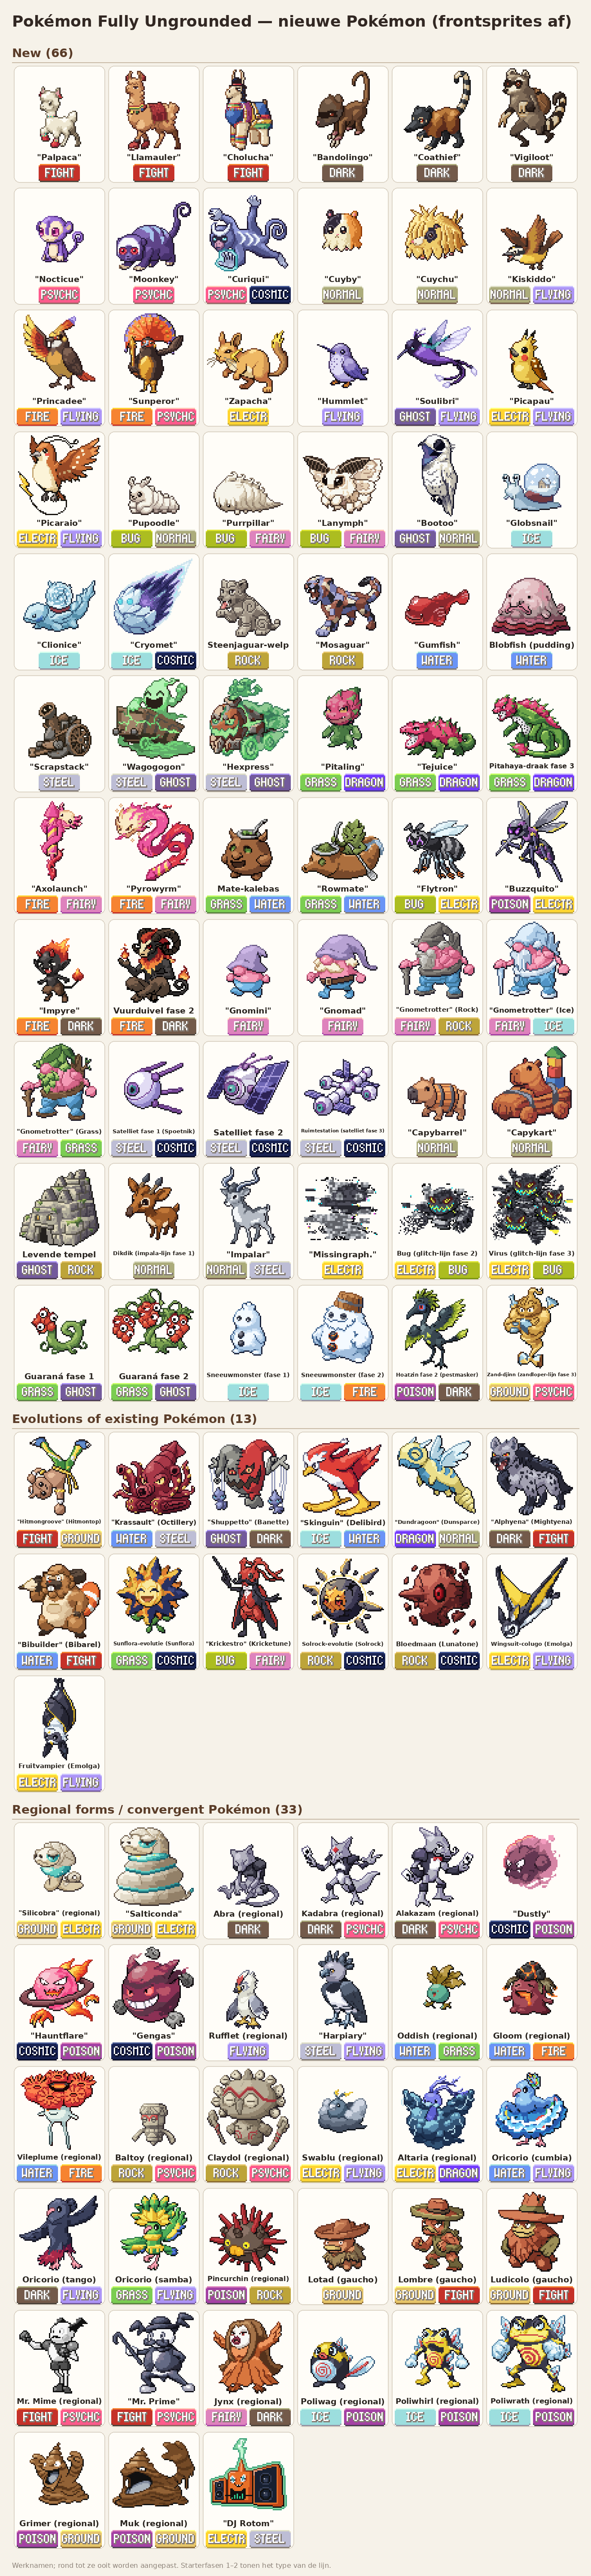 Pokémon Fully Ungrounded — nieuwe Pokémon (frontsprites af)
New (66)
"Palpaca" "Llamauler" "Cholucha" "Bandolingo" "Coathief" "Vigiloot"
FIGHT FIGHT FIGHT DARK DARK DARK
"Nocticue" "Moonkey" "Curiqui" "Cuyby" "Cuychu" "Kiskiddo"
PSYCHC PSYCHC PSYCHC COSMIC NORMAL NORMAL NORMAL FLYING
"Princadee" "Sunperor" "Zapacha" "Hummlet" "Soulibri" "Picapau"
FIRE FLYING FIRE PSYCHC ELECTR FLYING GHOST FLYING ELECTR FLYING
"Picaraio" "Pupoodle" "Purrpillar" "Lanymph" "Bootoo" "Globsnail"
ELECTR FLYING BUG NORMAL BUG FAIRY BUG FAIRY GHOST NORMAL ICE
"Clionice" "Cryomet" Steenjaguar-welp "Mosaguar" "Gumfish" Blobfish (pudding)
ICE ICE COSMIC ROCK ROCK WATER WATER
"Scrapstack" "Wagogogon" "Hexpress" "Pitaling" "Tejuice" Pitahaya-draak fase 3
STEEL STEEL GHOST STEEL GHOST GRASS DRAGON GRASS DRAGON GRASS DRAGON
"Axolaunch" "Pyrowyrm" Mate-kalebas "Rowmate" "Flytron" "Buzzquito"
FIRE FAIRY FIRE FAIRY GRASS WATER GRASS WATER BUG ELECTR POISON ELECTR
"Impyre" Vuurduivel fase 2 "Gnomini" "Gnomad" "Gnometrotter" (Rock) "Gnometrotter" (Ice)
FIRE DARK FIRE DARK FAIRY FAIRY FAIRY ROCK FAIRY ICE
"Gnometrotter" (Grass) Satelliet fase 1 (Spoetnik) Satelliet fase 2 Ruimtestation (satelliet fase 3) "Capybarrel" "Capykart"
FAIRY GRASS STEEL COSMIC STEEL COSMIC STEEL COSMIC NORMAL NORMAL
Levende tempel Dikdik (impala-lijn fase 1) "Impalar" "Missingraph." Bug (glitch-lijn fase 2) Virus (glitch-lijn fase 3)
GHOST ROCK NORMAL NORMAL STEEL ELECTR ELECTR BUG ELECTR BUG
Guaraná fase 1 Guaraná fase 2 Sneeuwmonster (fase 1) Sneeuwmonster (fase 2) Hoatzin fase 2 (pestmasker) Zand-djinn (zandloper-lijn fase 3)
GRASS GHOST GRASS GHOST ICE ICE FIRE POISON DARK GROUND PSYCHC
Evolutions of existing Pokémon (13)
"Hitmongroove" (Hitmontop) "Krassault" (Octillery) "Shuppetto" (Banette) "Skinguin" (Delibird) "Dundragoon" (Dunsparce) "Alphyena" (Mightyena)
FIGHT GROUND WATER STEEL GHOST DARK ICE WATER DRAGON NORMAL DARK FIGHT
"Bibuilder" (Bibarel) Sunflora-evolutie (Sunflora) "Krickestro" (Kricketune) Solrock-evolutie (Solrock) Bloedmaan (Lunatone) Wingsuit-colugo (Emolga)
WATER FIGHT GRASS COSMIC BUG FAIRY ROCK COSMIC ROCK COSMIC ELECTR FLYING
Fruitvampier (Emolga)
ELECTR FLYING
Regional forms / convergent Pokémon (33)
"Silicobra" (regional) "Salticonda" Abra (regional) Kadabra (regional) Alakazam (regional) "Dustly"
GROUND ELECTR GROUND ELECTR DARK DARK PSYCHC DARK PSYCHC COSMIC POISON
"Hauntflare" "Gengas" Rufflet (regional) "Harpiary" Oddish (regional) Gloom (regional)
COSMIC POISON COSMIC POISON FLYING STEEL FLYING WATER GRASS WATER FIRE
Vileplume (regional) Baltoy (regional) Claydol (regional) Swablu (regional) Altaria (regional) Oricorio (cumbia)
WATER FIRE ROCK PSYCHC ROCK PSYCHC ELECTR FLYING ELECTR DRAGON WATER FLYING
Oricorio (tango) Oricorio (samba) Pincurchin (regional) Lotad (gaucho) Lombre (gaucho) Ludicolo (gaucho)
DARK FLYING GRASS FLYING POISON ROCK GROUND GROUND FIGHT GROUND FIGHT
Mr. Mime (regional) "Mr. Prime" Jynx (regional) Poliwag (regional) Poliwhirl (regional) Poliwrath (regional)
FIGHT PSYCHC FIGHT PSYCHC FAIRY DARK ICE POISON ICE POISON ICE POISON
Grimer (regional) Muk (regional) "DJ Rotom"
POISON GROUND POISON GROUND ELECTR STEEL
Werknamen; rond tot ze ooit worden aangepast. Starterfasen 1–2 tonen het type van de lijn.